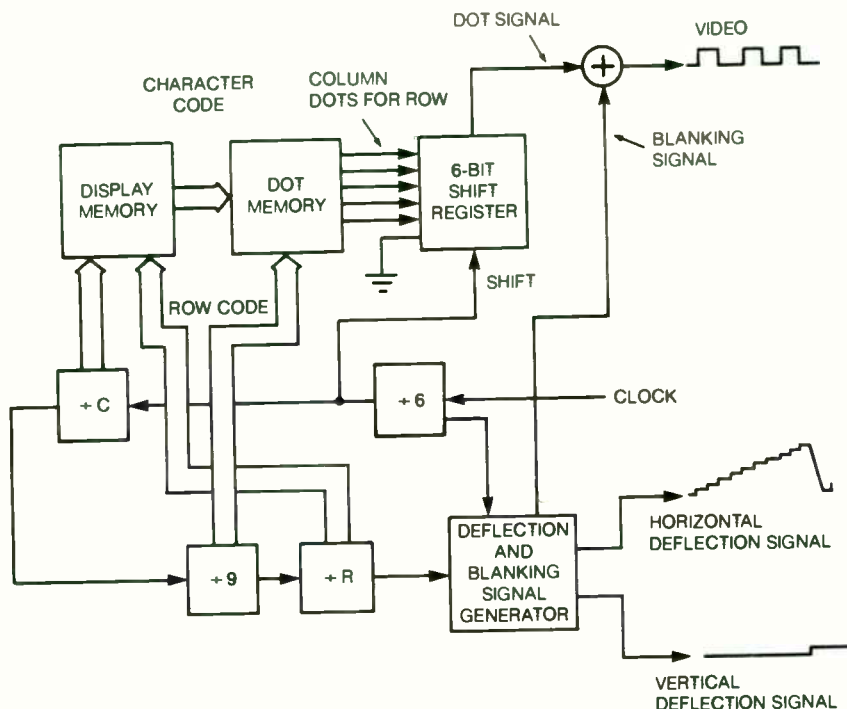 DOT SIGNAL
VIDEO
CHARACTER
CODE
COLUMN
DOTS FOR ROW
BLANKING
SIGNAL
DISPLAY
MEMORY
DOT
MEMORY
6-BIT
SHIFT
REGISTER
SHIFT
ROW CODE
÷ C
÷ 6
CLOCK
÷ 9
÷ R
DEFLECTION
AND
BLANKING
SIGNAL
GENERATOR
HORIZONTAL
DEFLECTION SIGNAL
VERTICAL
DEFLECTION SIGNAL